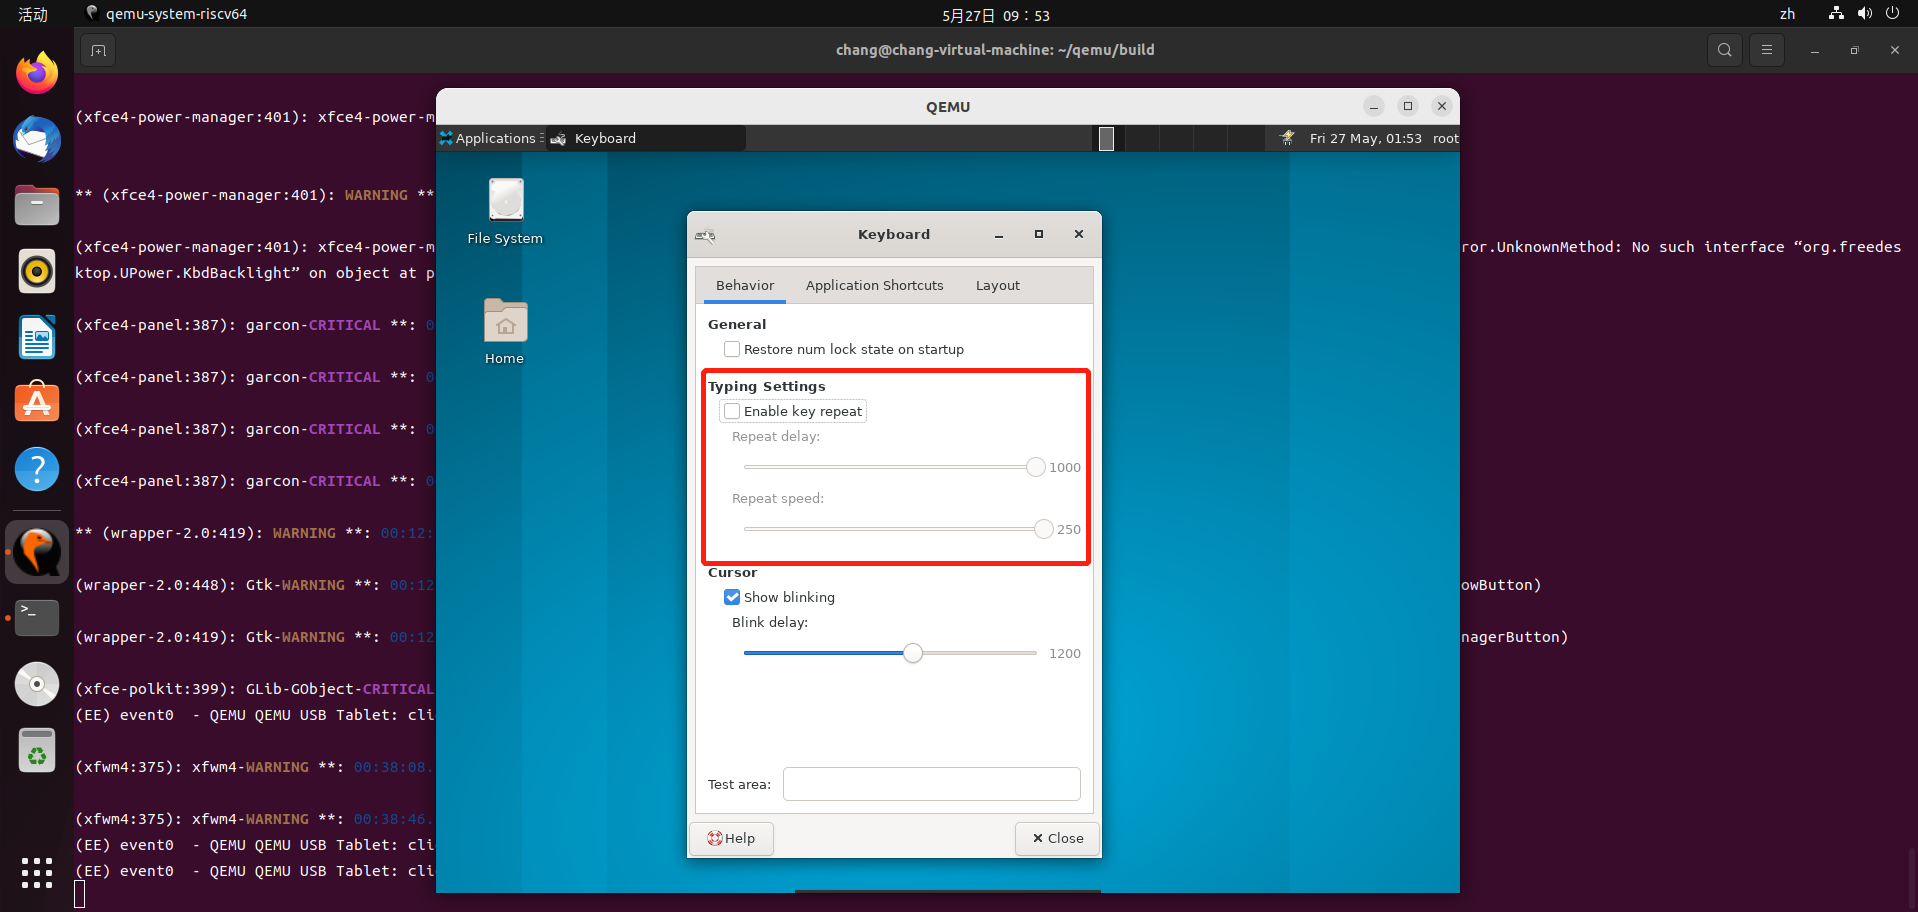 活动
qemu-system-riscv64
5月27日 09：53
zh
chang@chang-virtual-machine: ~/qemu/build
(xfce4-power-manager:401): xfce4-power-m
** (xfce4-power-manager:401): WARNING **
(xfce4-power-manager:401): xfce4-power-m
ror.UnknownMethod: No such interface “org.freedes
ktop.UPower.KbdBacklight” on object at p
(xfce4-panel:387): garcon-CRITICAL **: 0
(xfce4-panel:387): garcon-CRITICAL **: 0
(xfce4-panel:387): garcon-CRITICAL **: 0
(xfce4-panel:387): garcon-CRITICAL **: 0
** (wrapper-2.0:419): WARNING **: 00:12:
(wrapper-2.0:448): Gtk-WARNING **: 00:12
owButton)
(wrapper-2.0:419): Gtk-WARNING **: 00:12
nagerButton)
(xfce-polkit:399): GLib-GObject-CRITICAL
(EE) event0  - QEMU QEMU USB Tablet: cli
(xfwm4:375): xfwm4-WARNING **: 00:38:08.
(xfwm4:375): xfwm4-WARNING **: 00:38:46.
(EE) event0  - QEMU QEMU USB Tablet: cli
(EE) event0  - QEMU QEMU USB Tablet: cli
QEMU
Applications
Keyboard
Fri 27 May, 01:53
root
File System
Home
Keyboard
Behavior
Application Shortcuts
Layout
General
Restore num lock state on startup
Typing Settings
Enable key repeat
Repeat delay:
1000
Repeat speed:
250
Cursor
Show blinking
Blink delay:
1200
Test area:
Help
Close